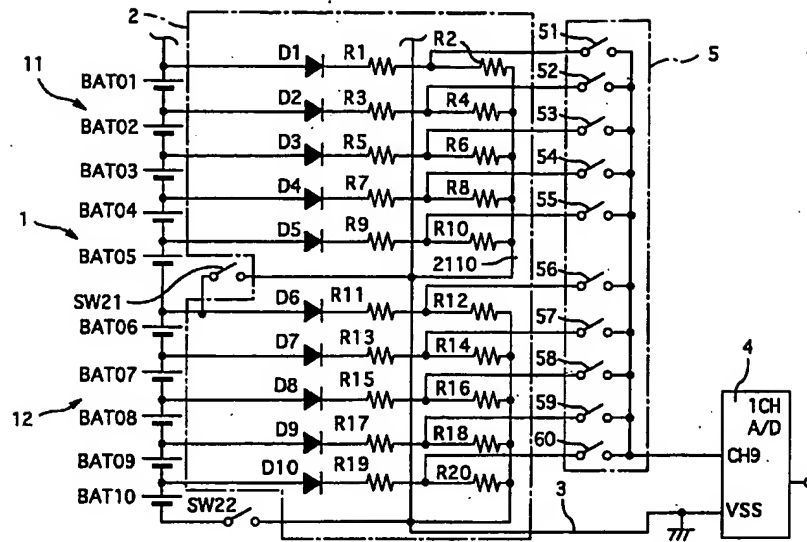 2
5
11
BAT01
D1 R1 R2 51
BAT02
D2 R3 R4 52
BAT03
D3 R5 R6 53
BAT04
D4 R7 R8 54
1
D5 R9 R10 55
BAT05
SW21
2110
BAT06
D6 R11 R12 56
BAT07
D7 R13 R14 57
12
BAT08
D8 R15 R16 58
BAT09
D9 R17 R18 59
BAT10
D10 R19 R20 60
SW22
3
4
1CH
A/D
CH9
VSS